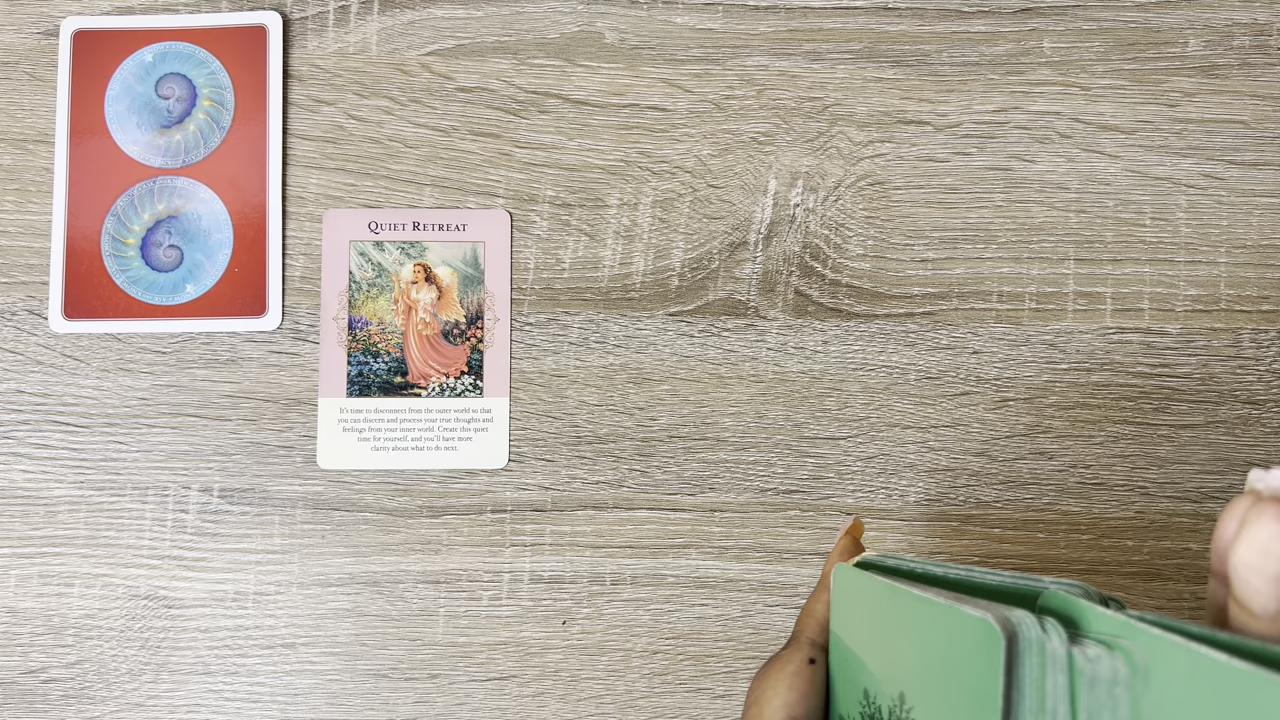 QUIET RETREAT
It's time to disconnect from the outer world so that
you can discern and process your true thoughts and
feelings from your inner world. Create this quiet
time for yourself, and you'll have more
clarity about what to do next.